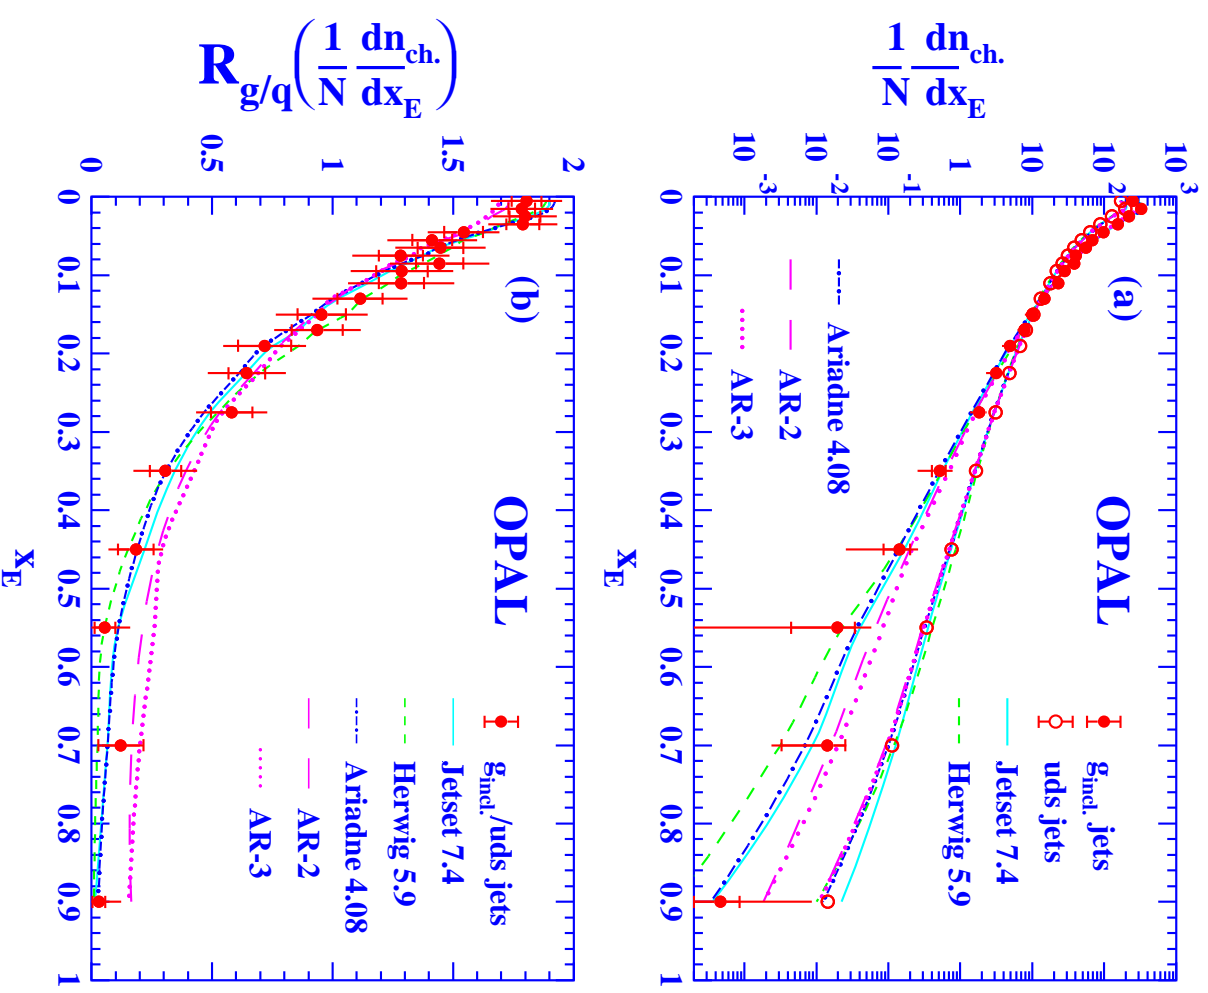 (a)
OPAL
1/N dn_ch./dx_E
10^3
10^2
10
1
10^-1
10^-2
10^-3
g_incl. jets
uds jets
Jetset 7.4
Herwig 5.9
Ariadne 4.08
AR-2
AR-3
0 0.1 0.2 0.3 0.4 0.5 0.6 0.7 0.8 0.9 1
x_E
(b)
OPAL
R_g/q(1/N dn_ch./dx_E)
2
1.5
1
0.5
0
g_incl./uds jets
Jetset 7.4
Herwig 5.9
Ariadne 4.08
AR-2
AR-3
0 0.1 0.2 0.3 0.4 0.5 0.6 0.7 0.8 0.9 1
x_E